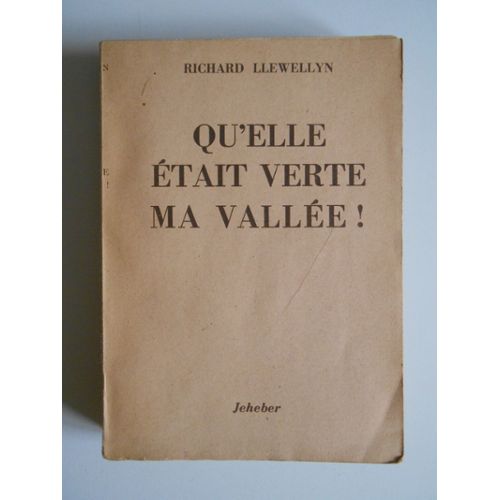 RICHARD LLEWELLYN
QU'ELLE
ÉTAIT VERTE
MA VALLÉE !
Jeheber